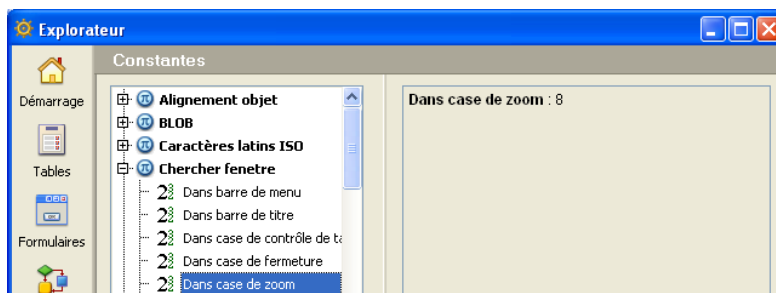 Explorateur
Constantes
Démarrage
Tables
Formulaires
Alignement objet
BLOB
Caractères latins ISO
Chercher fenetre
Dans barre de menu
Dans barre de titre
Dans case de contrôle de ta
Dans case de fermeture
Dans case de zoom
Dans case de zoom : 8